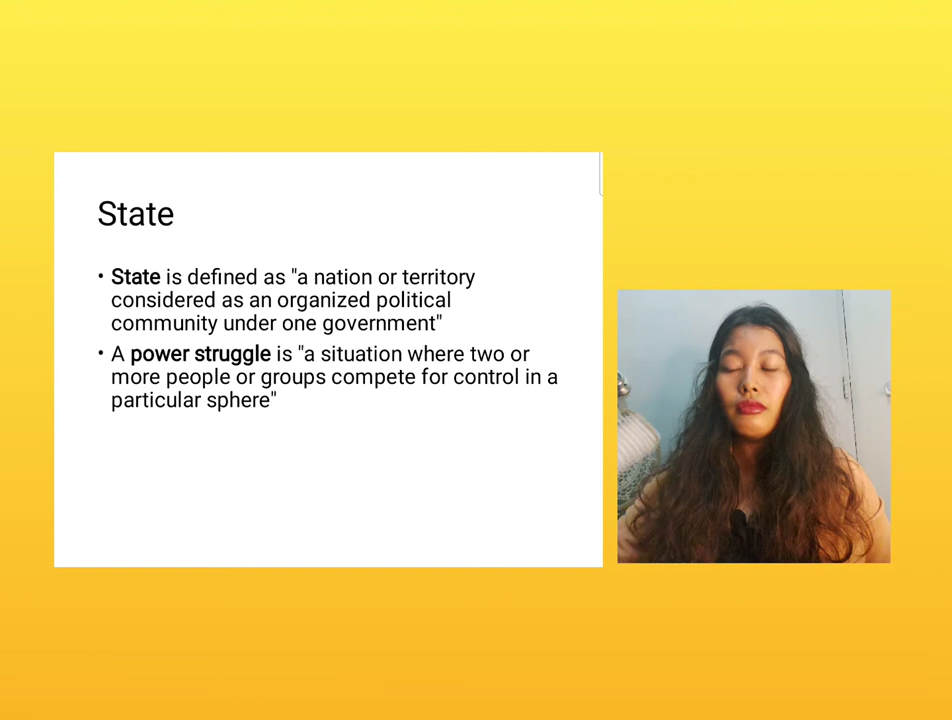 State
• State is defined as "a nation or territory
considered as an organized political
community under one government"
• A power struggle is "a situation where two or
more people or groups compete for control in a
particular sphere"